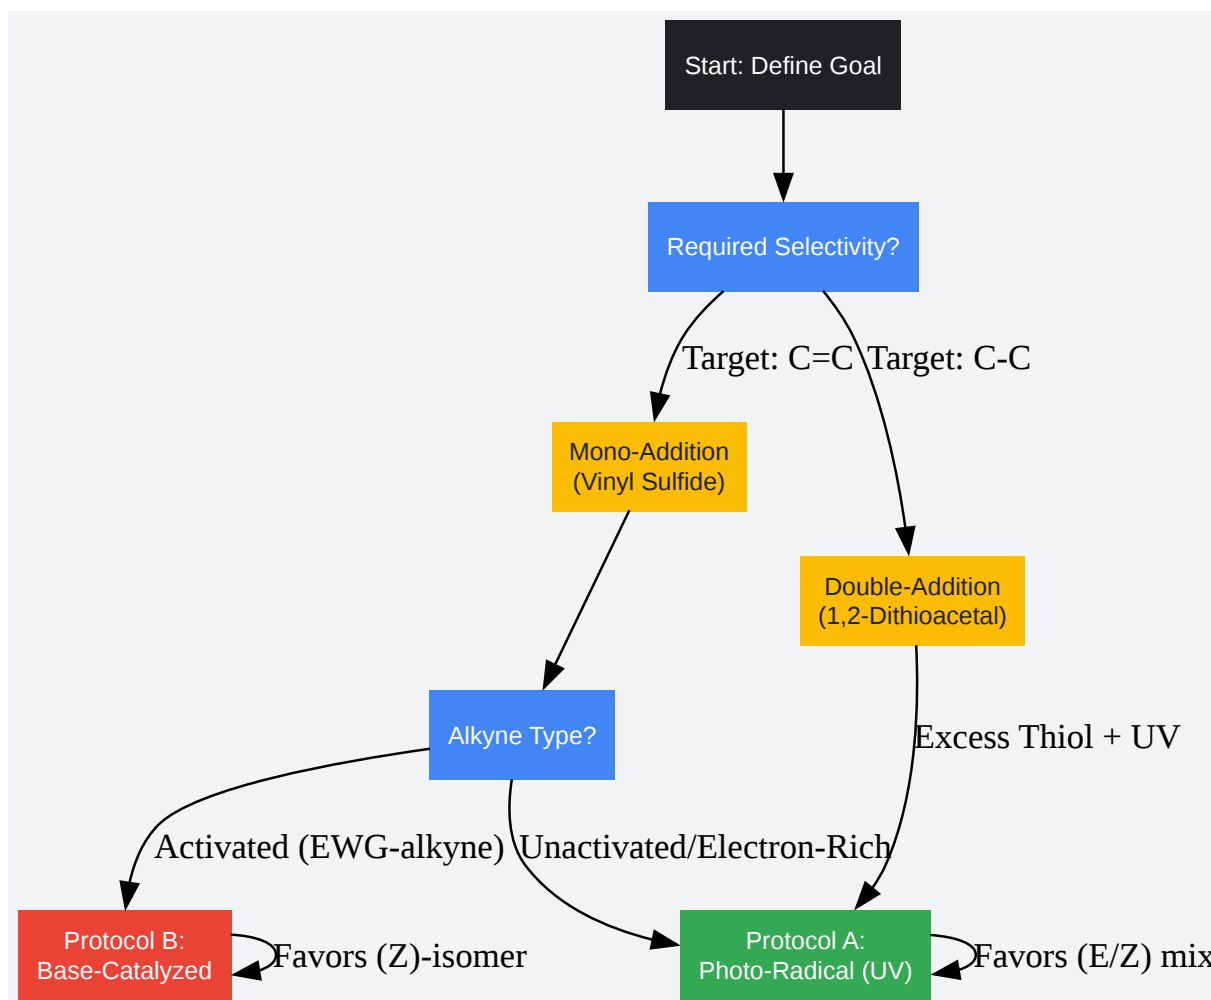 Start: Define Goal
Required Selectivity?
Target: C=C
Target: C-C
Mono-Addition
(Vinyl Sulfide)
Double-Addition
(1,2-Dithioacetal)
Alkyne Type?
Excess Thiol + UV
Activated (EWG-alkyne)
Unactivated/Electron-Rich
Protocol B:
Base-Catalyzed
Favors (Z)-isomer
Protocol A:
Photo-Radical (UV)
Favors (E/Z) mix